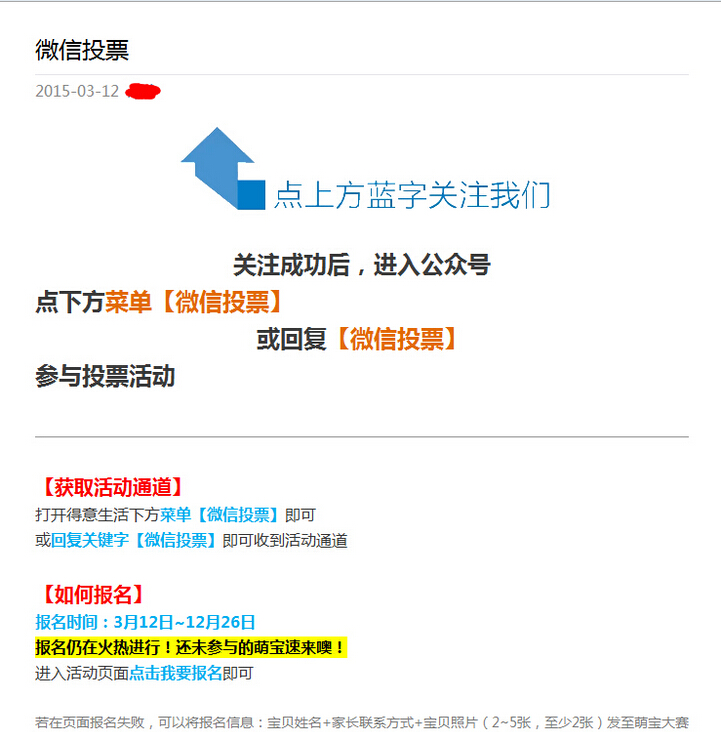 微信投票
2015-03-12
点上方蓝字关注我们
关注成功后，进入公众号
点下方菜单【微信投票】
或回复【微信投票】
参与投票活动
【获取活动通道】
打开得意生活下方菜单【微信投票】即可
或回复关键字【微信投票】即可收到活动通道
【如何报名】
报名时间：3月12日~12月26日
报名仍在火热进行！还未参与的萌宝速来噢！
进入活动页面点击我要报名即可
若在页面报名失败，可以将报名信息：宝贝姓名+家长联系方式+宝贝照片（2~5张，至少2张）发至萌宝大赛